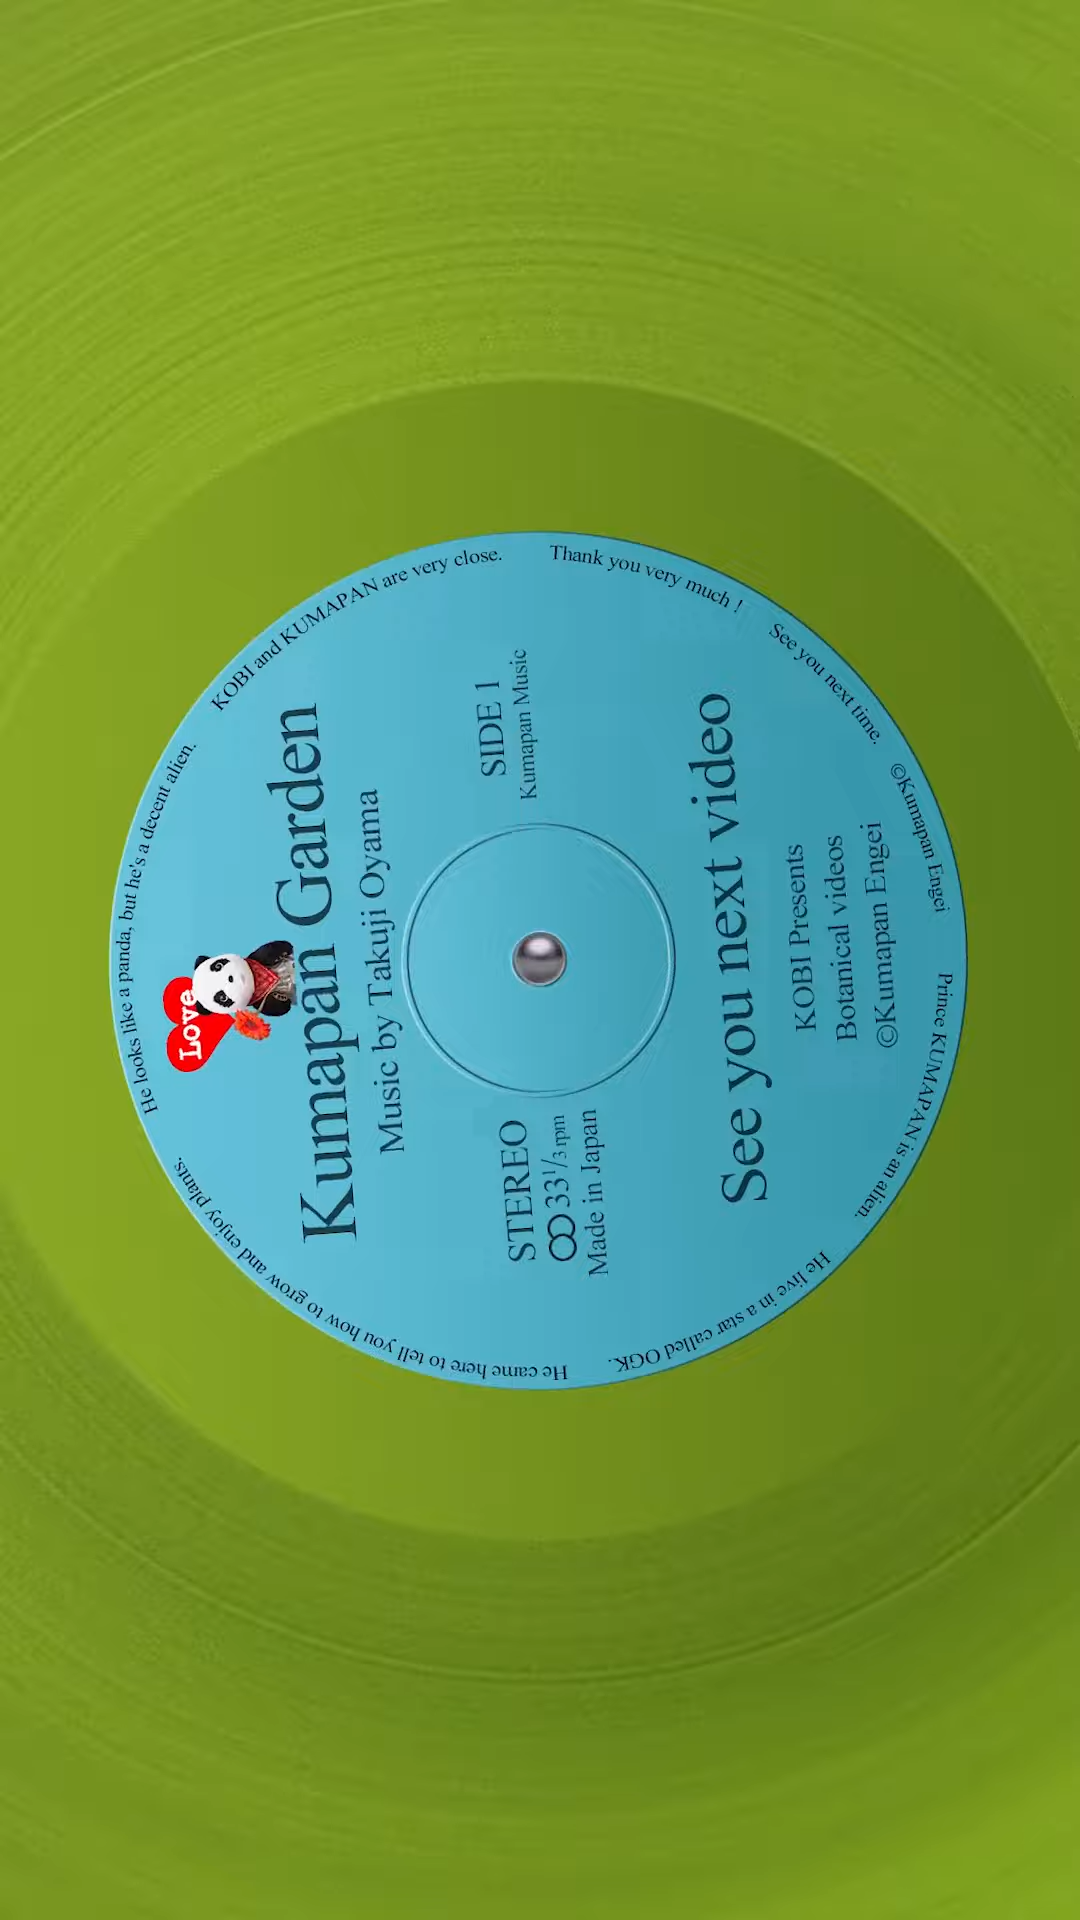 Love
Kumapan Garden
Music by Takuji Oyama
STEREO
33 1/3 rpm
Made in Japan
SIDE 1
Kumapan Music
See you next video
KOBI Presents
Botanical videos
©Kumapan Engei
Prince KUMAPAN is an alien.
He live in a star called OGK.
He came here to tell you how to grow and enjoy plants.
He looks like a panda, but he's a decent alien.
KOBI and KUMAPAN are very close.
Thank you very much !
See you next time.
©Kumapan Engei